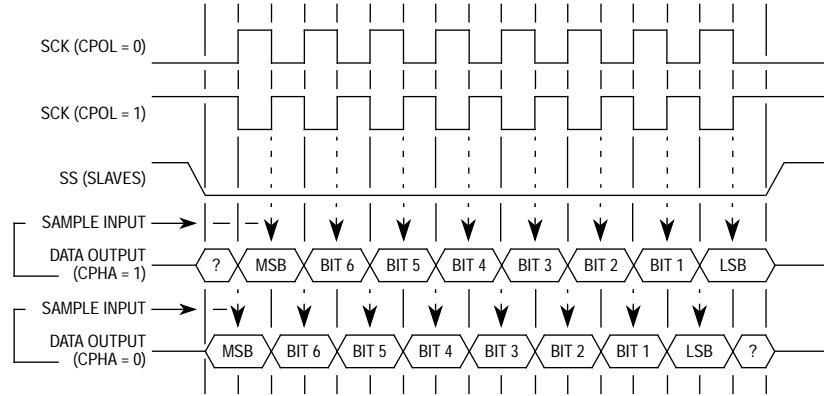 SCK (CPOL = 0)
SCK (CPOL = 1)
SS (SLAVES)
SAMPLE INPUT
DATA OUTPUT
(CPHA = 1)
? MSB BIT 6 BIT 5 BIT 4 BIT 3 BIT 2 BIT 1 LSB
SAMPLE INPUT
DATA OUTPUT
(CPHA = 0)
MSB BIT 6 BIT 5 BIT 4 BIT 3 BIT 2 BIT 1 LSB ?